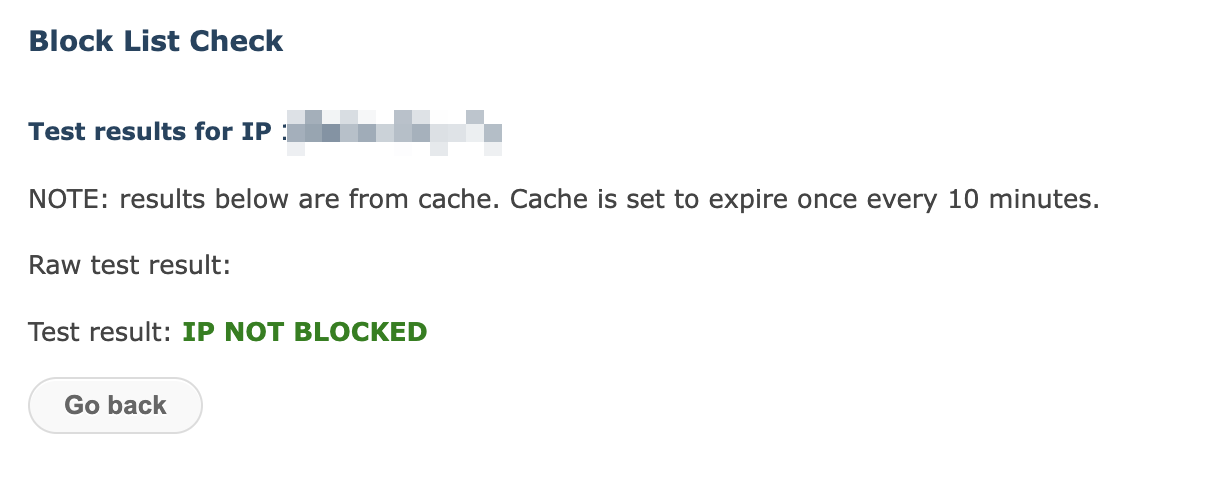 Block List Check
Test results for IP
NOTE: results below are from cache. Cache is set to expire once every 10 minutes.
Raw test result:
Test result: IP NOT BLOCKED
Go back